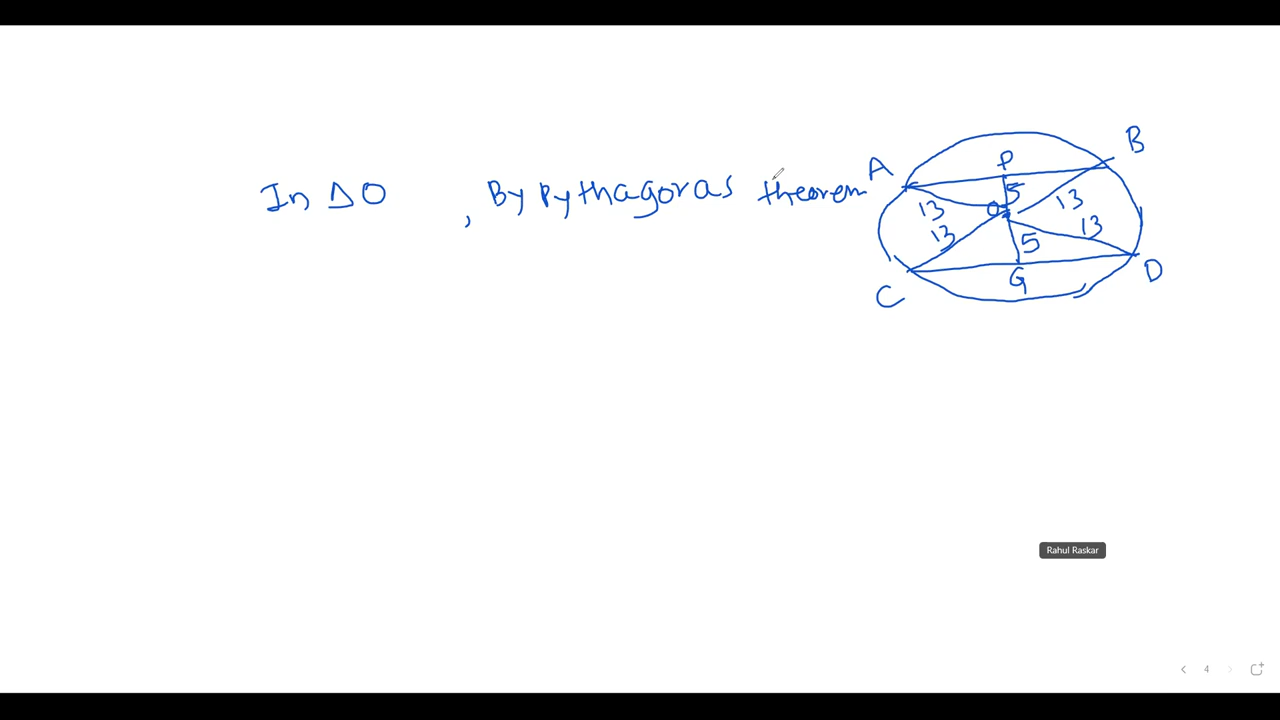 In ΔO , By Pythagoras theorem
A
P
B
5
13
O
13
13
13
5
C
G
D
Rahul Raskar
4